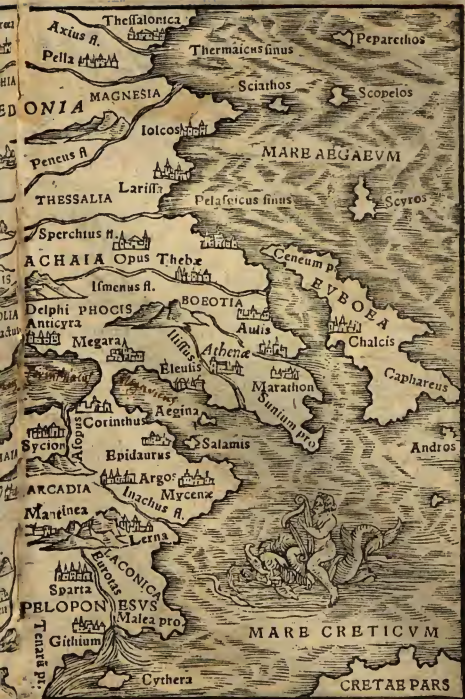 Thessalonica
Axius fl.
Pella
Thermaicus sinus
Peparethos
MAGNESIA
Sciathos
Scopelos
EDONIA
Iolcos
MARE AEGAEVM
Peneus fl
Larissa
THESSALIA
Pelasgicus sinus
Scyros
Sperchius fl
ACHAIA Opus Thebæ
Ceneum p
Ismenus fl.
EVBOEA
BOEOTIA
Delphi PHOCIS
Anticyra
Aulis
Chalcis
Megara
Ilissus
Athenæ
Eleusis
Marathon
Caphareus
Sunium pro
Aegina
Corinthus
Asopus
Sicyon
Salamis
Andros
Epidaurus
Argos
ARCADIA
Mycenæ
Inachus fl.
Mantinea
Lerna
LACONICA
Eurotas
Sparta
PELOPONESVS
Malea pro
Githium
MARE CRETICVM
Cythera
CRETAE PARS